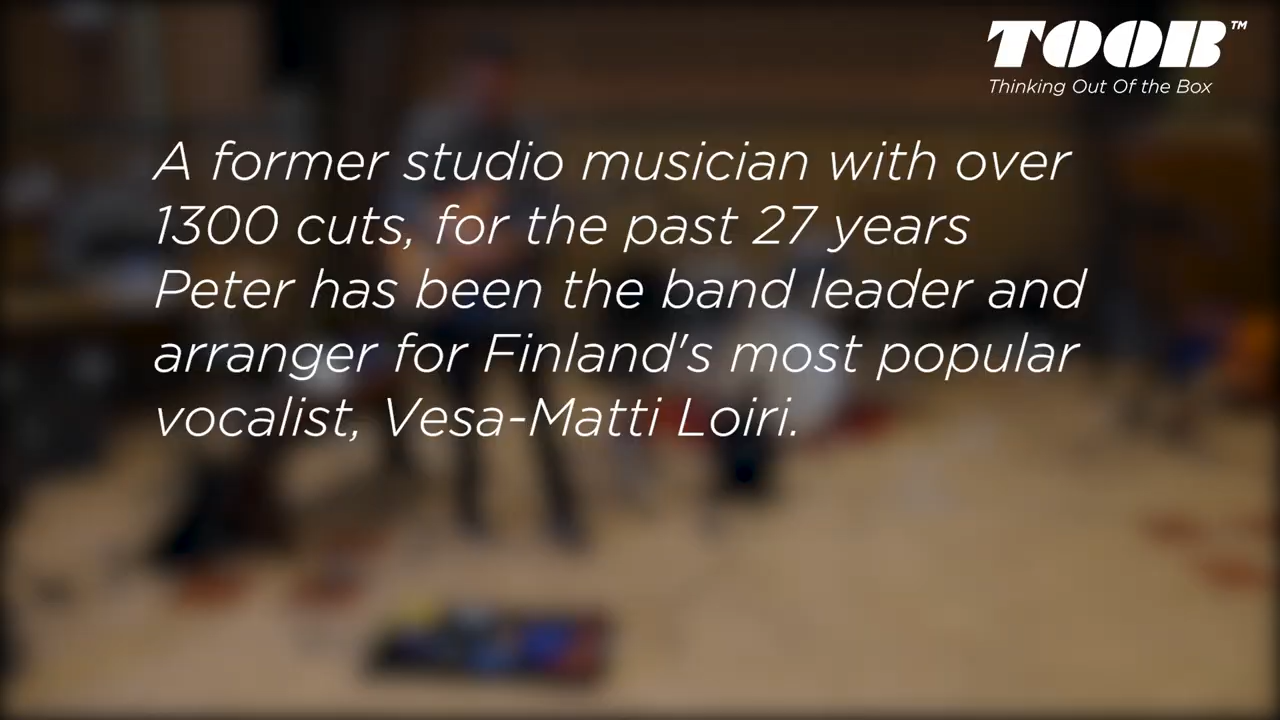 TOOB™
Thinking Out Of the Box
A former studio musician with over
1300 cuts, for the past 27 years
Peter has been the band leader and
arranger for Finland's most popular
vocalist, Vesa-Matti Loiri.